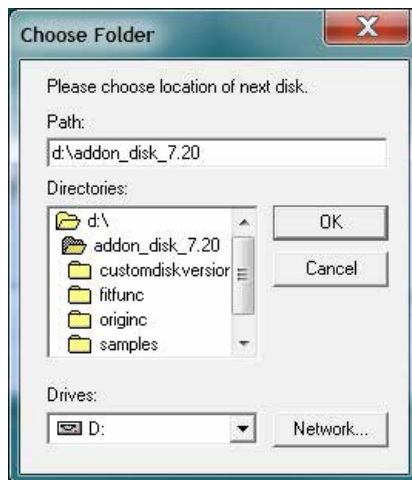 Choose Folder
Please choose location of next disk.
Path:
d:\addon_disk_7.20
Directories:
d:\
addon_disk_7.20
customdiskversior
fitfunc
originc
samples
OK
Cancel
Drives:
D:
Network...